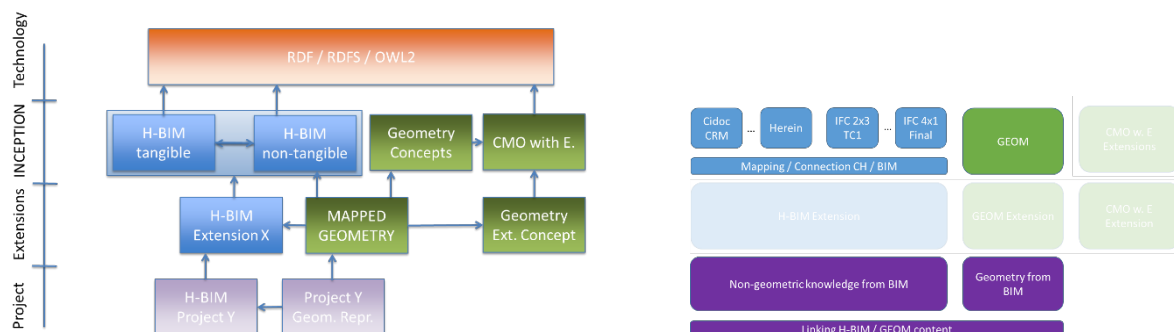 Technology
RDF / RDFS / OWL2
INCEPTION
H-BIM
tangible
H-BIM
non-tangible
Geometry
Concepts
CMO with E.
Extensions
H-BIM
Extension X
MAPPED
GEOMETRY
Geometry
Ext. Concept
Project
H-BIM
Project Y
Project Y
Geom. Repr.
Cidoc
CRM
...
Herein
IFC 2x3
TC1
...
IFC 4x1
Final
Mapping / Connection CH / BIM
GEOM
CMO w. E
Extensions
H-BIM Extension
GEOM Extension
CMO w. E
Extension
Non-geometric knowledge from BIM
Geometry from
BIM
Linking H-BIM / GEOM content